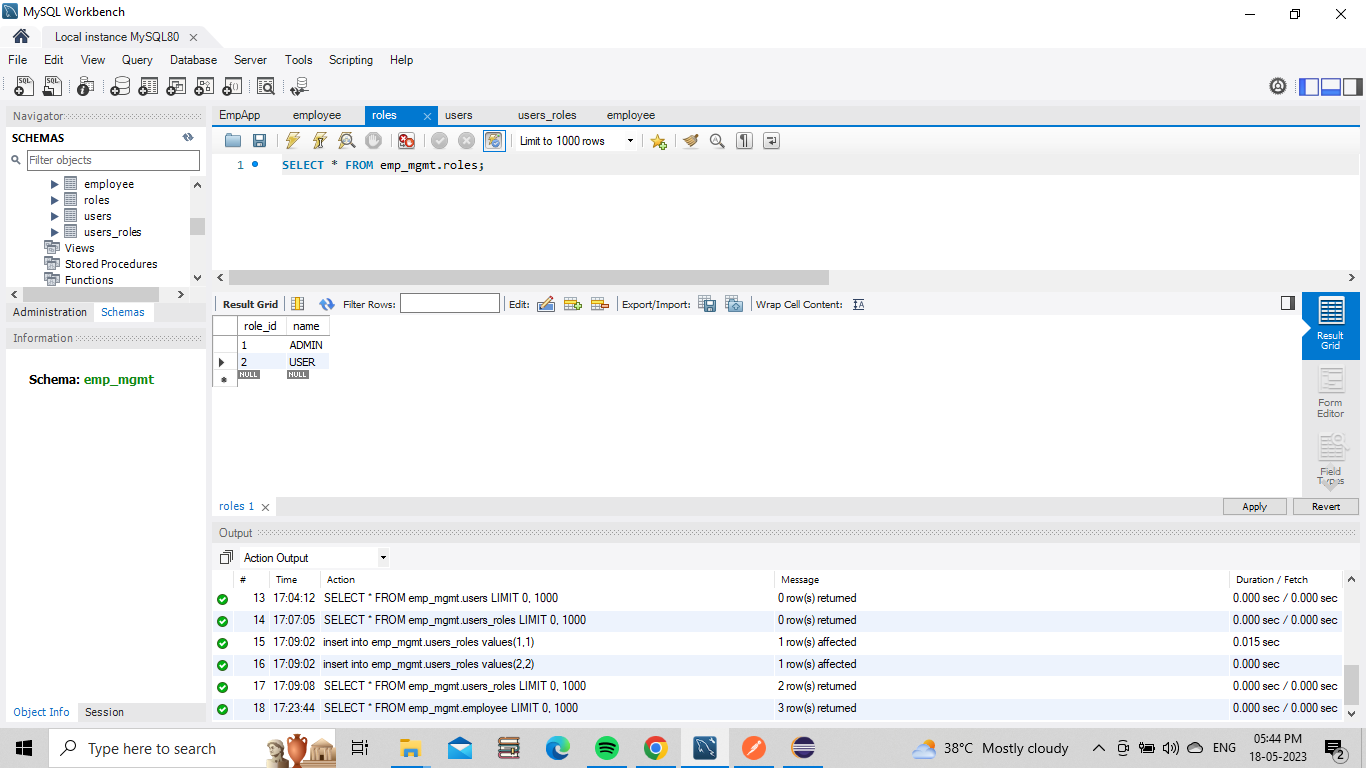 MySQL Workbench
Local instance MySQL80
File Edit View Query Database Server Tools Scripting Help
Navigator
SCHEMAS
Filter objects
employee
roles
users
users_roles
Views
Stored Procedures
Functions
Administration Schemas
Information
Schema: emp_mgmt
Object Info Session
EmpApp employee roles users users_roles employee
Limit to 1000 rows
1 SELECT * FROM emp_mgmt.roles;
Result Grid Filter Rows: Edit: Export/Import: Wrap Cell Content:
role_id name
1 ADMIN
2 USER
NULL NULL
Result
Grid
Form
Editor
Field
Types
roles 1
Apply Revert
Output
Action Output
# Time Action Message Duration / Fetch
13 17:04:12 SELECT * FROM emp_mgmt.users LIMIT 0, 1000 0 row(s) returned 0.000 sec / 0.000 sec
14 17:07:05 SELECT * FROM emp_mgmt.users_roles LIMIT 0, 1000 0 row(s) returned 0.000 sec / 0.000 sec
15 17:09:02 insert into emp_mgmt.users_roles values(1,1) 1 row(s) affected 0.015 sec
16 17:09:02 insert into emp_mgmt.users_roles values(2,2) 1 row(s) affected 0.000 sec
17 17:09:08 SELECT * FROM emp_mgmt.users_roles LIMIT 0, 1000 2 row(s) returned 0.000 sec / 0.000 sec
18 17:23:44 SELECT * FROM emp_mgmt.employee LIMIT 0, 1000 3 row(s) returned 0.000 sec / 0.000 sec
Type here to search
38°C Mostly cloudy
ENG
05:44 PM
18-05-2023
2